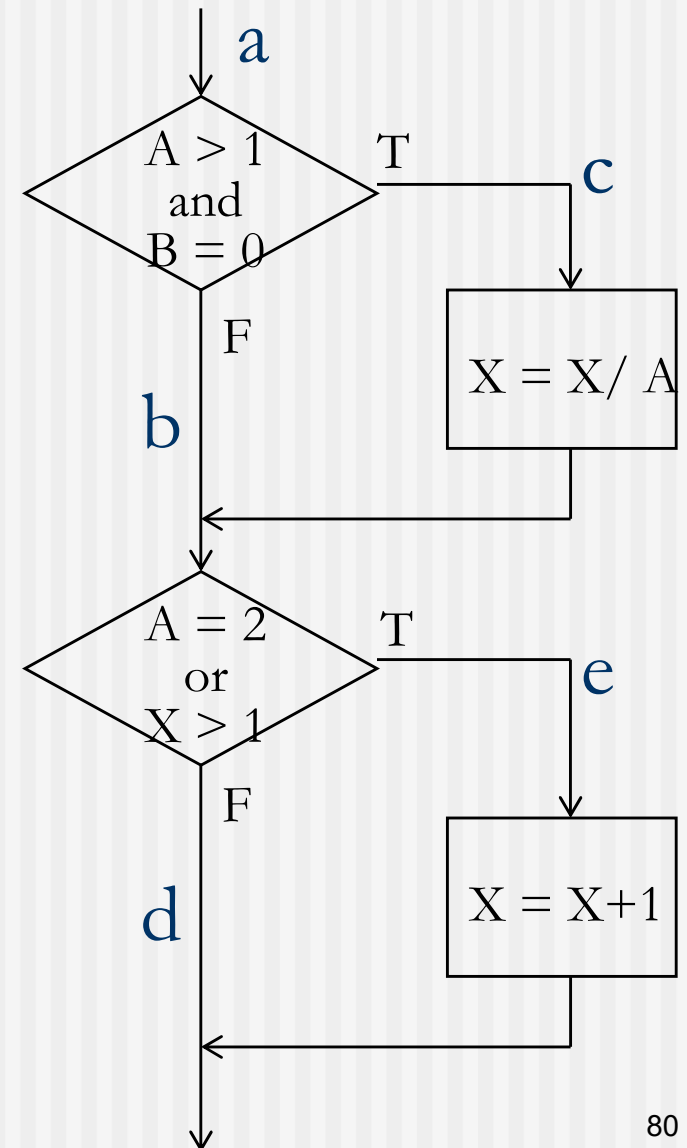 a
A > 1
and
B = 0
T
c
F
X = X/ A
b
A = 2
or
X > 1
T
e
F
X = X+1
d
80